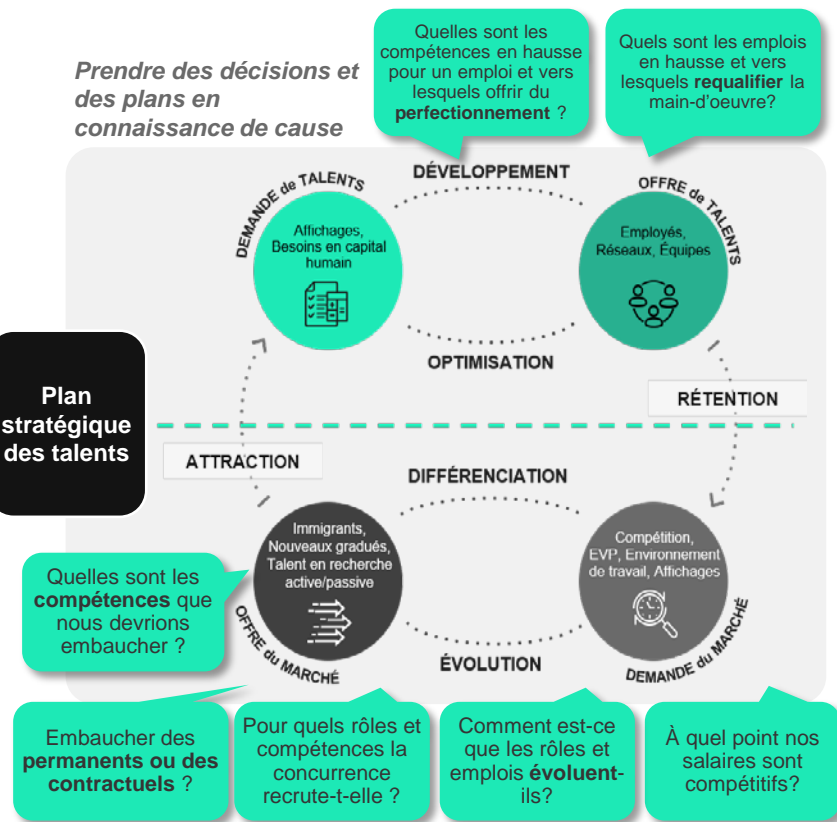 Prendre des décisions et
des plans en
connaissance de cause
Quelles sont les
compétences en hausse
pour un emploi et vers
lesquels offrir du
perfectionnement ?
Quels sont les emplois
en hausse et vers
lesquels requalifier la
main-d'oeuvre?
DÉVELOPPEMENT
DEMANDE de TALENTS
Affichages,
Besoins en capital
humain
OFFRE de TALENTS
Employés,
Réseaux, Équipes
OPTIMISATION
Plan
stratégique
des talents
RÉTENTION
ATTRACTION
DIFFÉRENCIATION
Immigrants,
Nouveaux gradués,
Talent en recherche
active/passive
OFFRE du MARCHÉ
Compétition,
EVP, Environnement
de travail, Affichages
DEMANDE du MARCHÉ
ÉVOLUTION
Quelles sont les
compétences que
nous devrions
embaucher ?
Embaucher des
permanents ou des
contractuels ?
Pour quels rôles et
compétences la
concurrence
recrute-t-elle ?
Comment est-ce
que les rôles et
emplois évoluent-
ils?
À quel point nos
salaires sont
compétitifs?